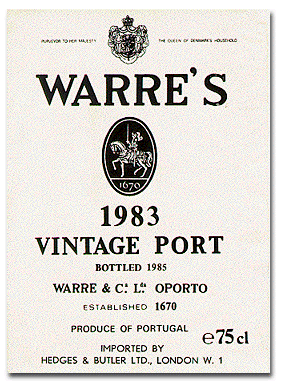 PURVEYOR TO HER MAJESTY THE QUEEN OF DENMARK'S HOUSEHOLD
WARRE'S
1670
1983
VINTAGE PORT
BOTTLED 1985
WARRE & Cª Lᵈª OPORTO
ESTABLISHED 1670
PRODUCE OF PORTUGAL
IMPORTED BY
HEDGES & BUTLER LTD., LONDON W. 1
e 75 cl